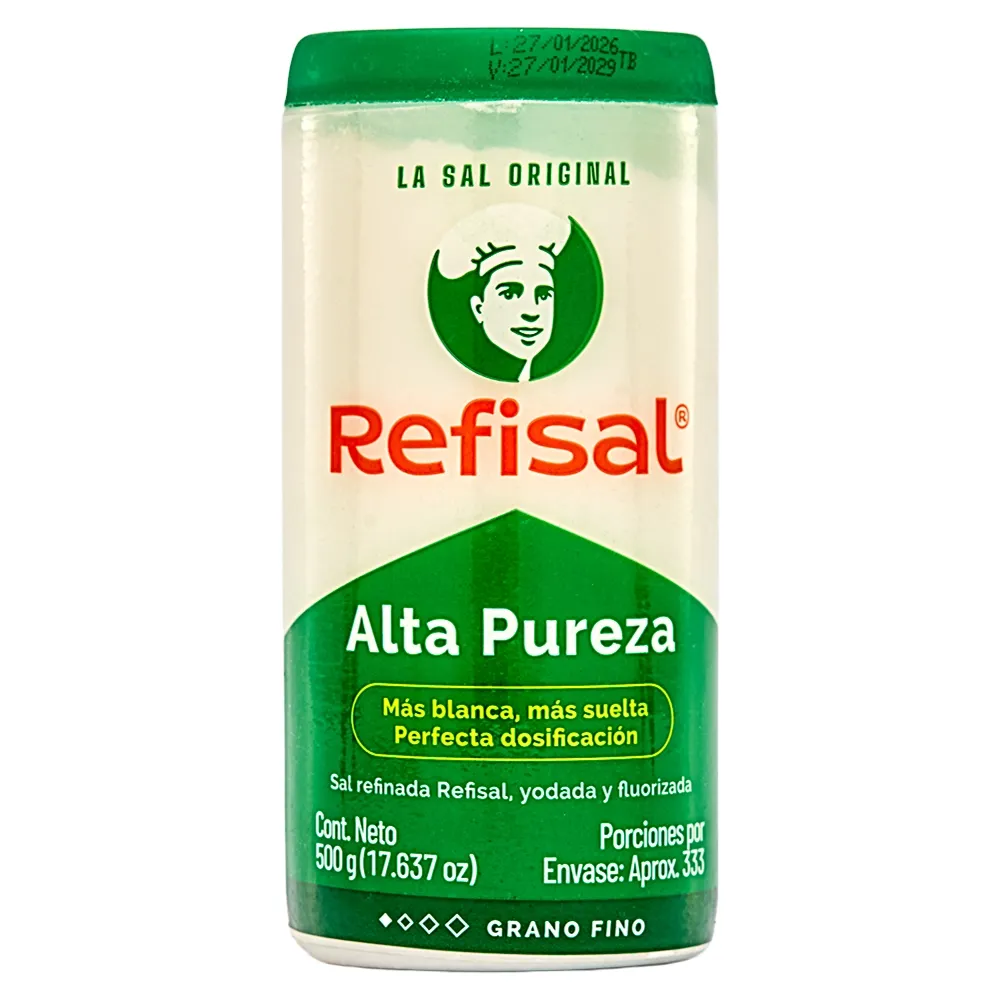 L:27/01/2026
V:27/01/2029 TB
LA SAL ORIGINAL
Refisal®
Alta Pureza
Más blanca, más suelta
Perfecta dosificación
Sal refinada Refisal, yodada y fluorizada
Cont. Neto
500 g (17.637 oz)
Porciones por
Envase: Aprox. 333
GRANO FINO